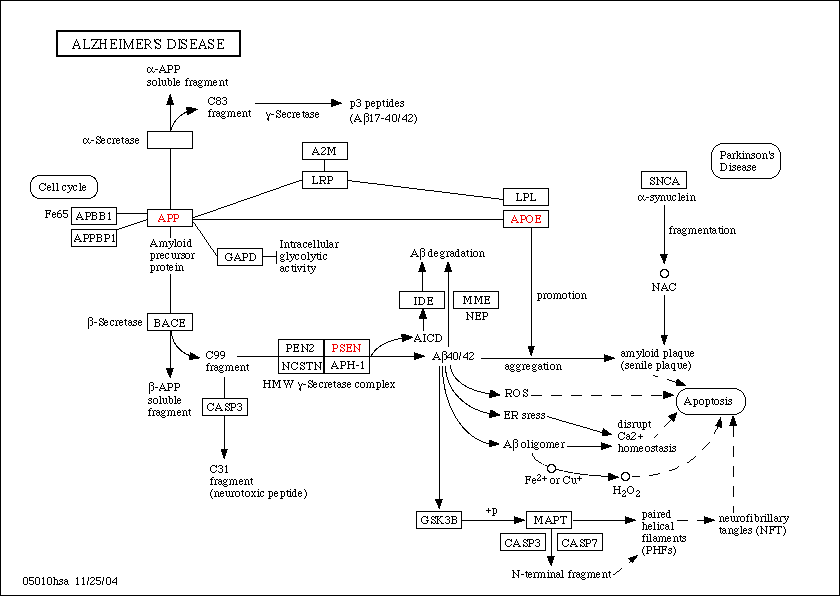 ALZHEIMER'S DISEASE
α-APP
soluble fragment
C83
fragment
γ-Secretase
p3 peptides
(Aβ17-40/42)
α-Secretase
A2M
LRP
Parkinson's
Disease
SNCA
α-synuclein
Cell cycle
LPL
Fe65
APBB1
APP
APOE
APPBP1
Amyloid
precursor
protein
GAPD
Intracellular
glycolytic
activity
Aβ degradation
fragmentation
NAC
promotion
IDE
MME
NEP
β-Secretase
BACE
AICD
PEN2
PSEN
NCSTN
APH-1
HMW γ-Secretase complex
C99
fragment
Aβ40/42
aggregation
amyloid plaque
(senile plaque)
β-APP
soluble
fragment
CASP3
ROS
Apoptosis
ER sress
disrupt
Ca2+
homeostasis
Aβ oligomer
C31
fragment
(neurotoxic peptide)
Fe2+ or Cu+
H2O2
GSK3B
+p
MAPT
paired
helical
filaments
(PHFs)
neurofibrillary
tangles (NFT)
CASP3
CASP7
N-terminal fragment
05010hsa 11/25/04